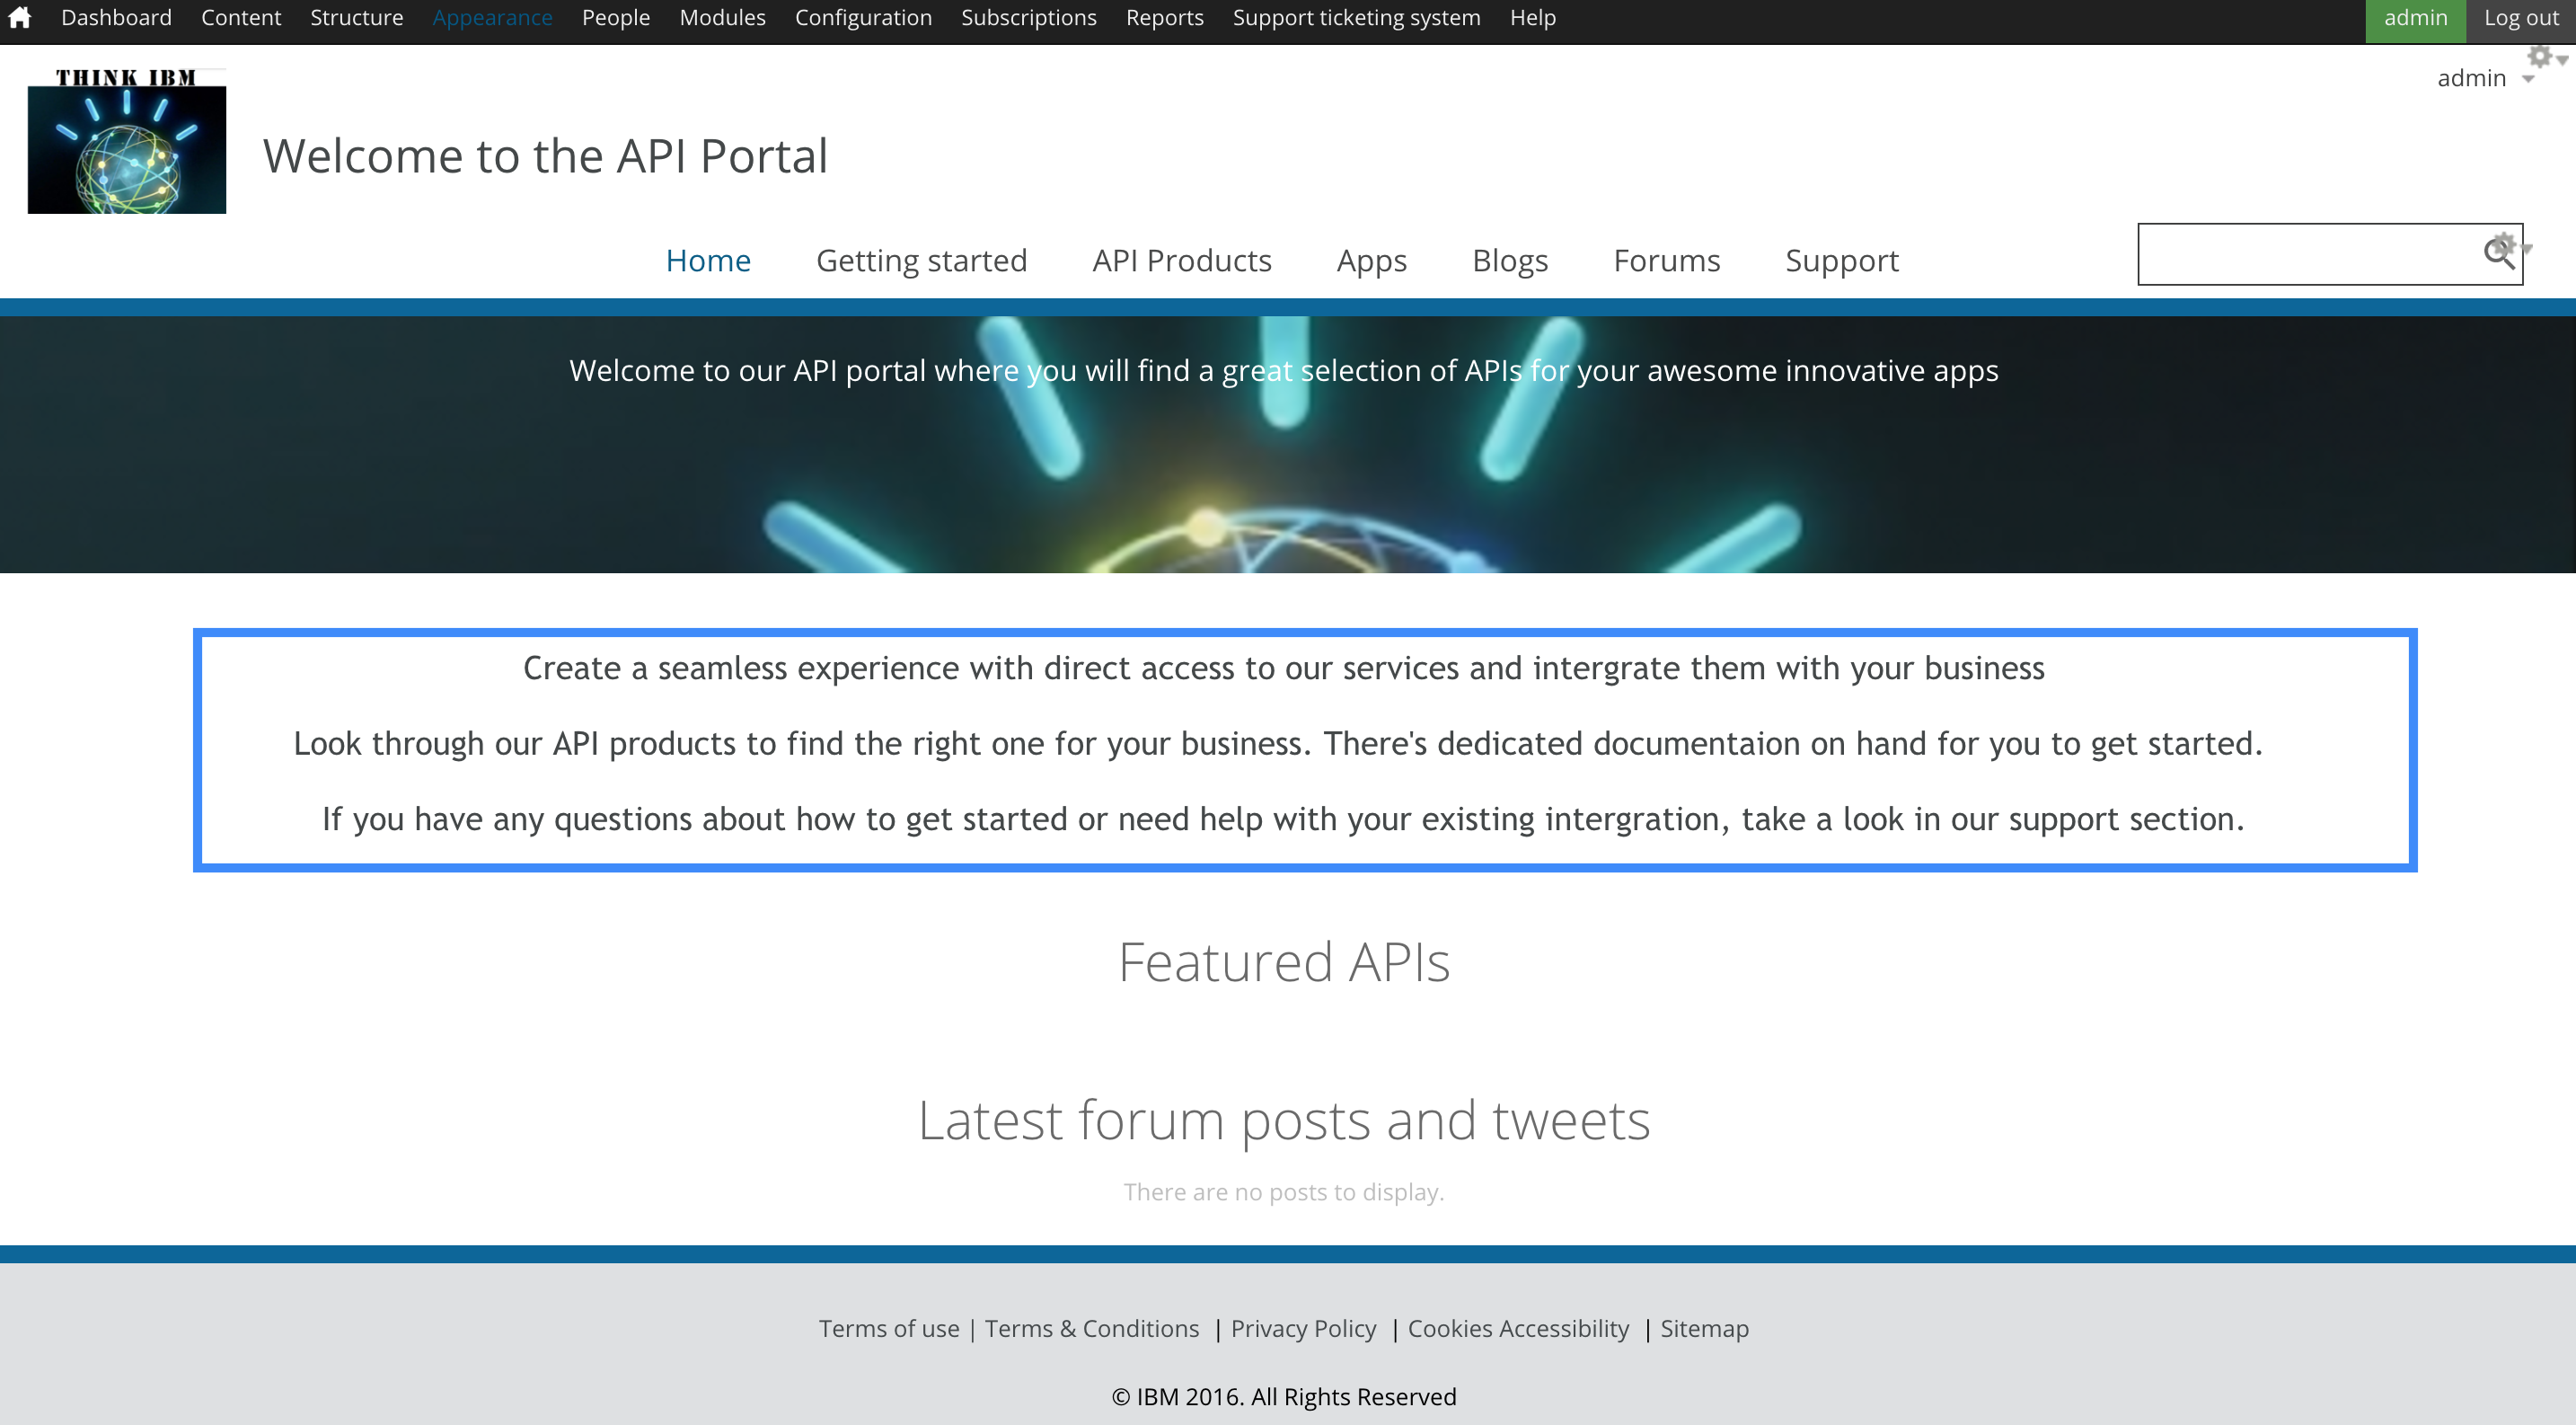 Dashboard Content Structure Appearance People Modules Configuration Subscriptions Reports Support ticketing system Help admin Log out
THINK IBM
admin
Welcome to the API Portal
Home Getting started API Products Apps Blogs Forums Support
Welcome to our API portal where you will find a great selection of APIs for your awesome innovative apps
Create a seamless experience with direct access to our services and intergrate them with your business
Look through our API products to find the right one for your business. There's dedicated documentaion on hand for you to get started.
If you have any questions about how to get started or need help with your existing intergration, take a look in our support section.
Featured APIs
Latest forum posts and tweets
There are no posts to display.
Terms of use | Terms & Conditions | Privacy Policy | Cookies Accessibility | Sitemap
© IBM 2016. All Rights Reserved